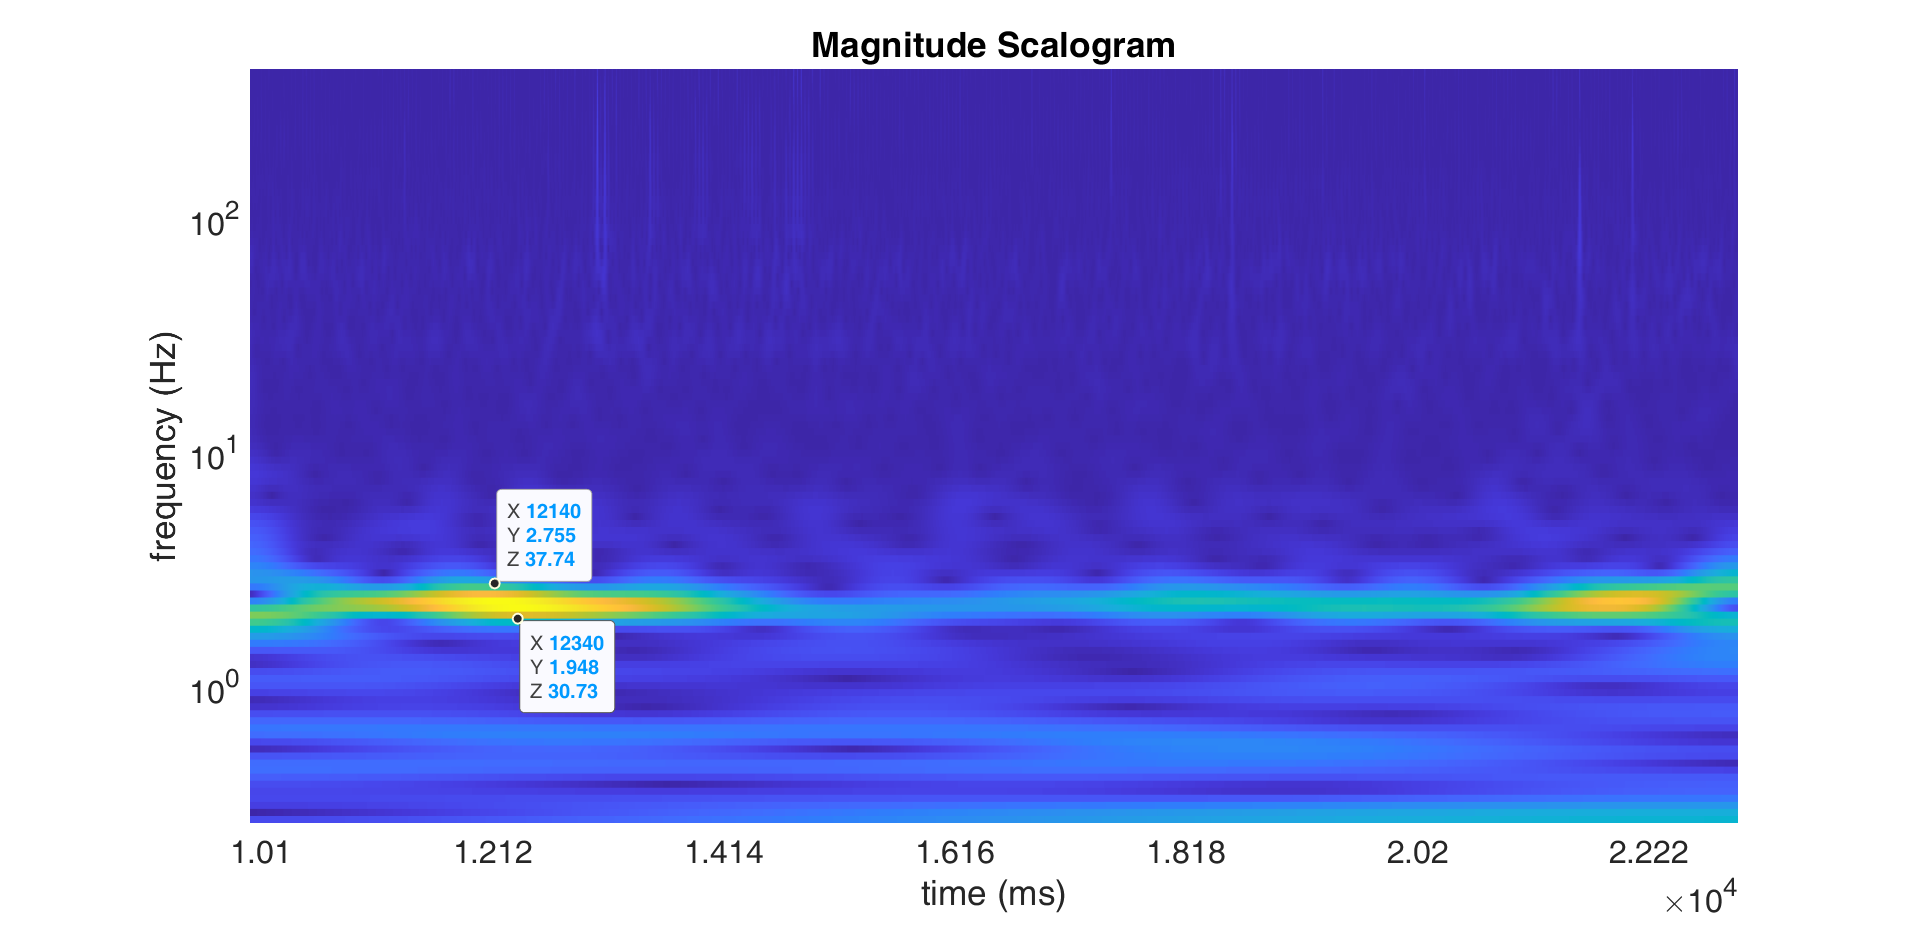 Magnitude Scalogram
frequency (Hz)
10^2
10^1
10^0
X 12140
Y 2.755
Z 37.74
X 12340
Y 1.948
Z 30.73
1.01 1.212 1.414 1.616 1.818 2.02 2.222
time (ms)
×10^4